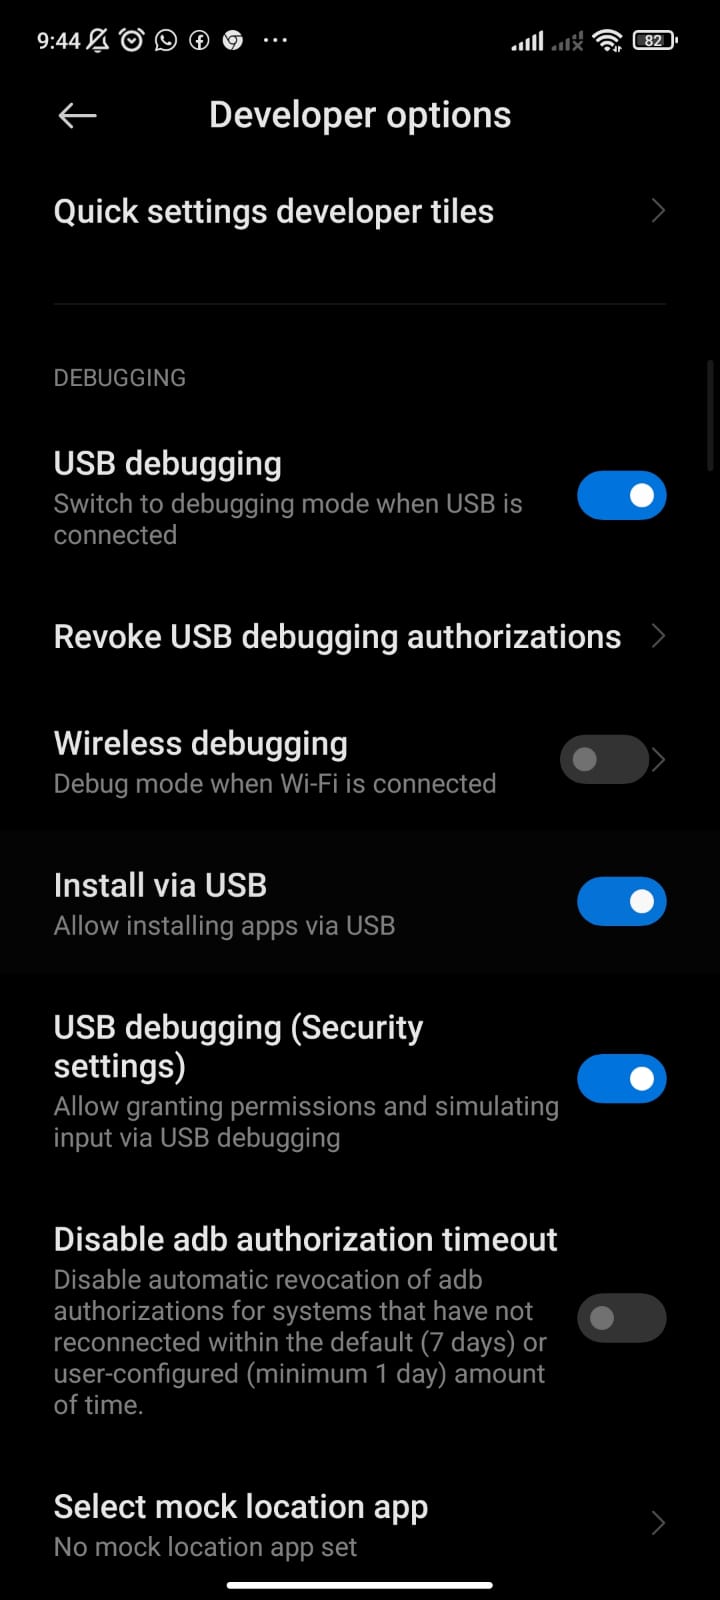 9:44
82
Developer options
Quick settings developer tiles
DEBUGGING
USB debugging
Switch to debugging mode when USB is
connected
Revoke USB debugging authorizations
Wireless debugging
Debug mode when Wi-Fi is connected
Install via USB
Allow installing apps via USB
USB debugging (Security
settings)
Allow granting permissions and simulating
input via USB debugging
Disable adb authorization timeout
Disable automatic revocation of adb
authorizations for systems that have not
reconnected within the default (7 days) or
user-configured (minimum 1 day) amount
of time.
Select mock location app
No mock location app set